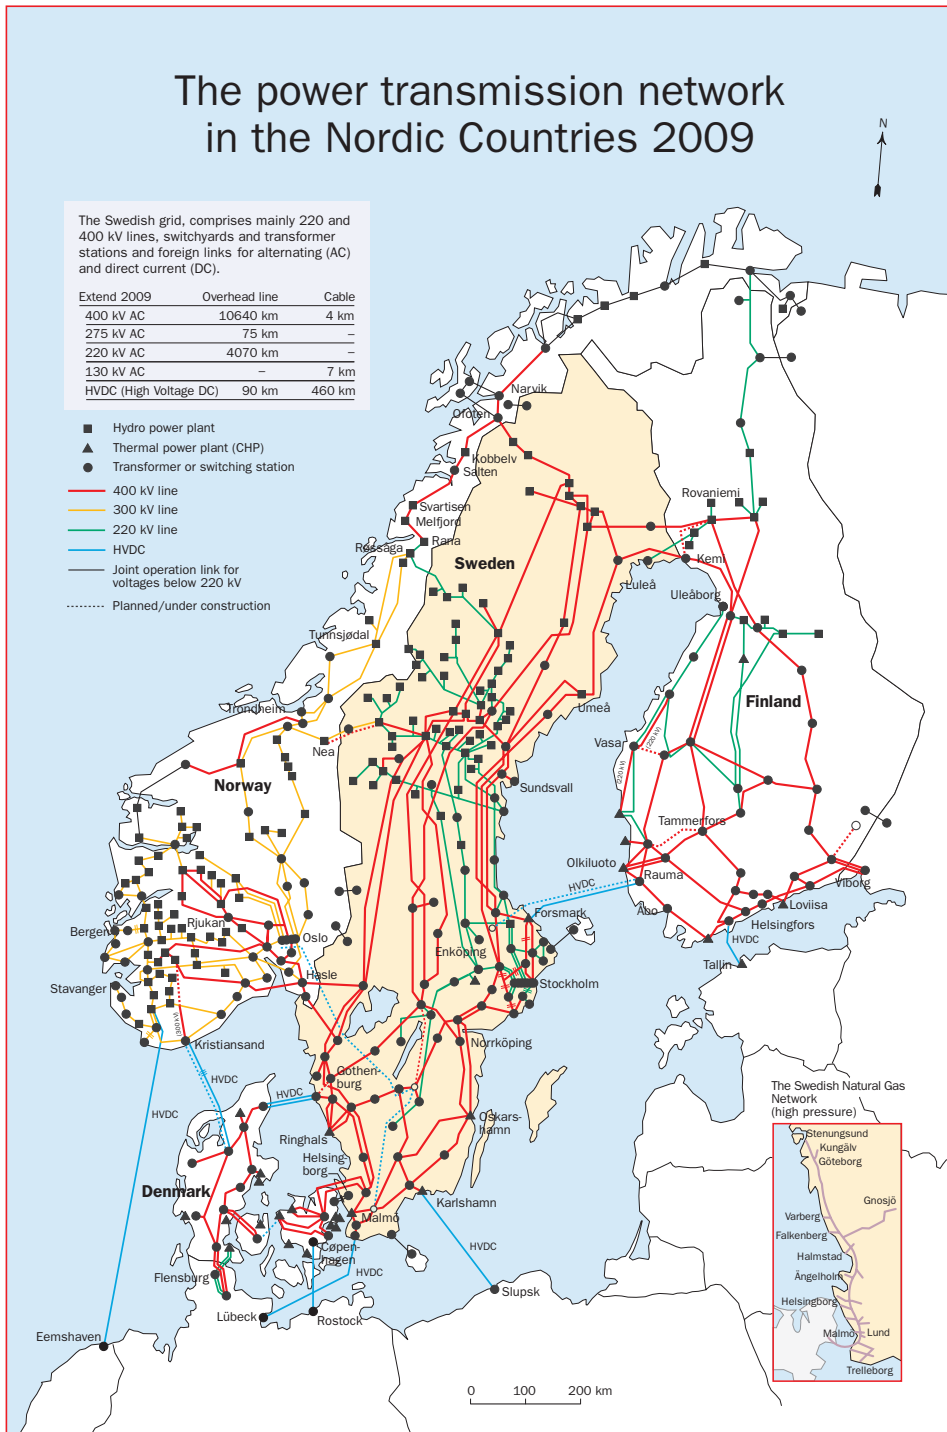 The power transmission network
in the Nordic Countries 2009
N
The Swedish grid, comprises mainly 220 and
400 kV lines, switchyards and transformer
stations and foreign links for alternating (AC)
and direct current (DC).
Extend 2009 Overhead line Cable
400 kV AC 10640 km 4 km
275 kV AC 75 km –
220 kV AC 4070 km –
130 kV AC – 7 km
HVDC (High Voltage DC) 90 km 460 km
Hydro power plant
Thermal power plant (CHP)
Transformer or switching station
400 kV line
300 kV line
220 kV line
HVDC
Joint operation link for
voltages below 220 kV
Planned/under construction
Narvik
Ofoten
Kobbelv
Salten
Svartisen
Melfjord
Rana
Røssåga
Sweden
Rovaniemi
Kemi
Luleå
Uleåborg
Tunnsjødal
Trondheim
Nea
Umeå
Finland
Vasa
(220 kV)
(220 kV)
Norway
Sundsvall
Tammerfors
Olkiluoto
Rauma
Viborg
HVDC
Åbo
Loviisa
Helsingfors
HVDC
Tallin
Forsmark
Rjukan
Bergen
Oslo
Enköping
Hasle
Stavanger
Stockholm
(300 kV)
Kristiansand
Norrköping
HVDC
HVDC
HVDC
Gothen-
burg
Oskars-
hamn
Ringhals
Helsing-
borg
Denmark
Karlshamn
Malmö
Cøpen-
hagen
HVDC
HVDC
Flensburg
Slupsk
Lübeck
Rostock
Eemshaven
0 100 200 km
The Swedish Natural Gas
Network
(high pressure)
Stenungsund
Kungälv
Göteborg
Gnosjö
Varberg
Falkenberg
Halmstad
Ängelholm
Helsingborg
Malmö
Lund
Trelleborg